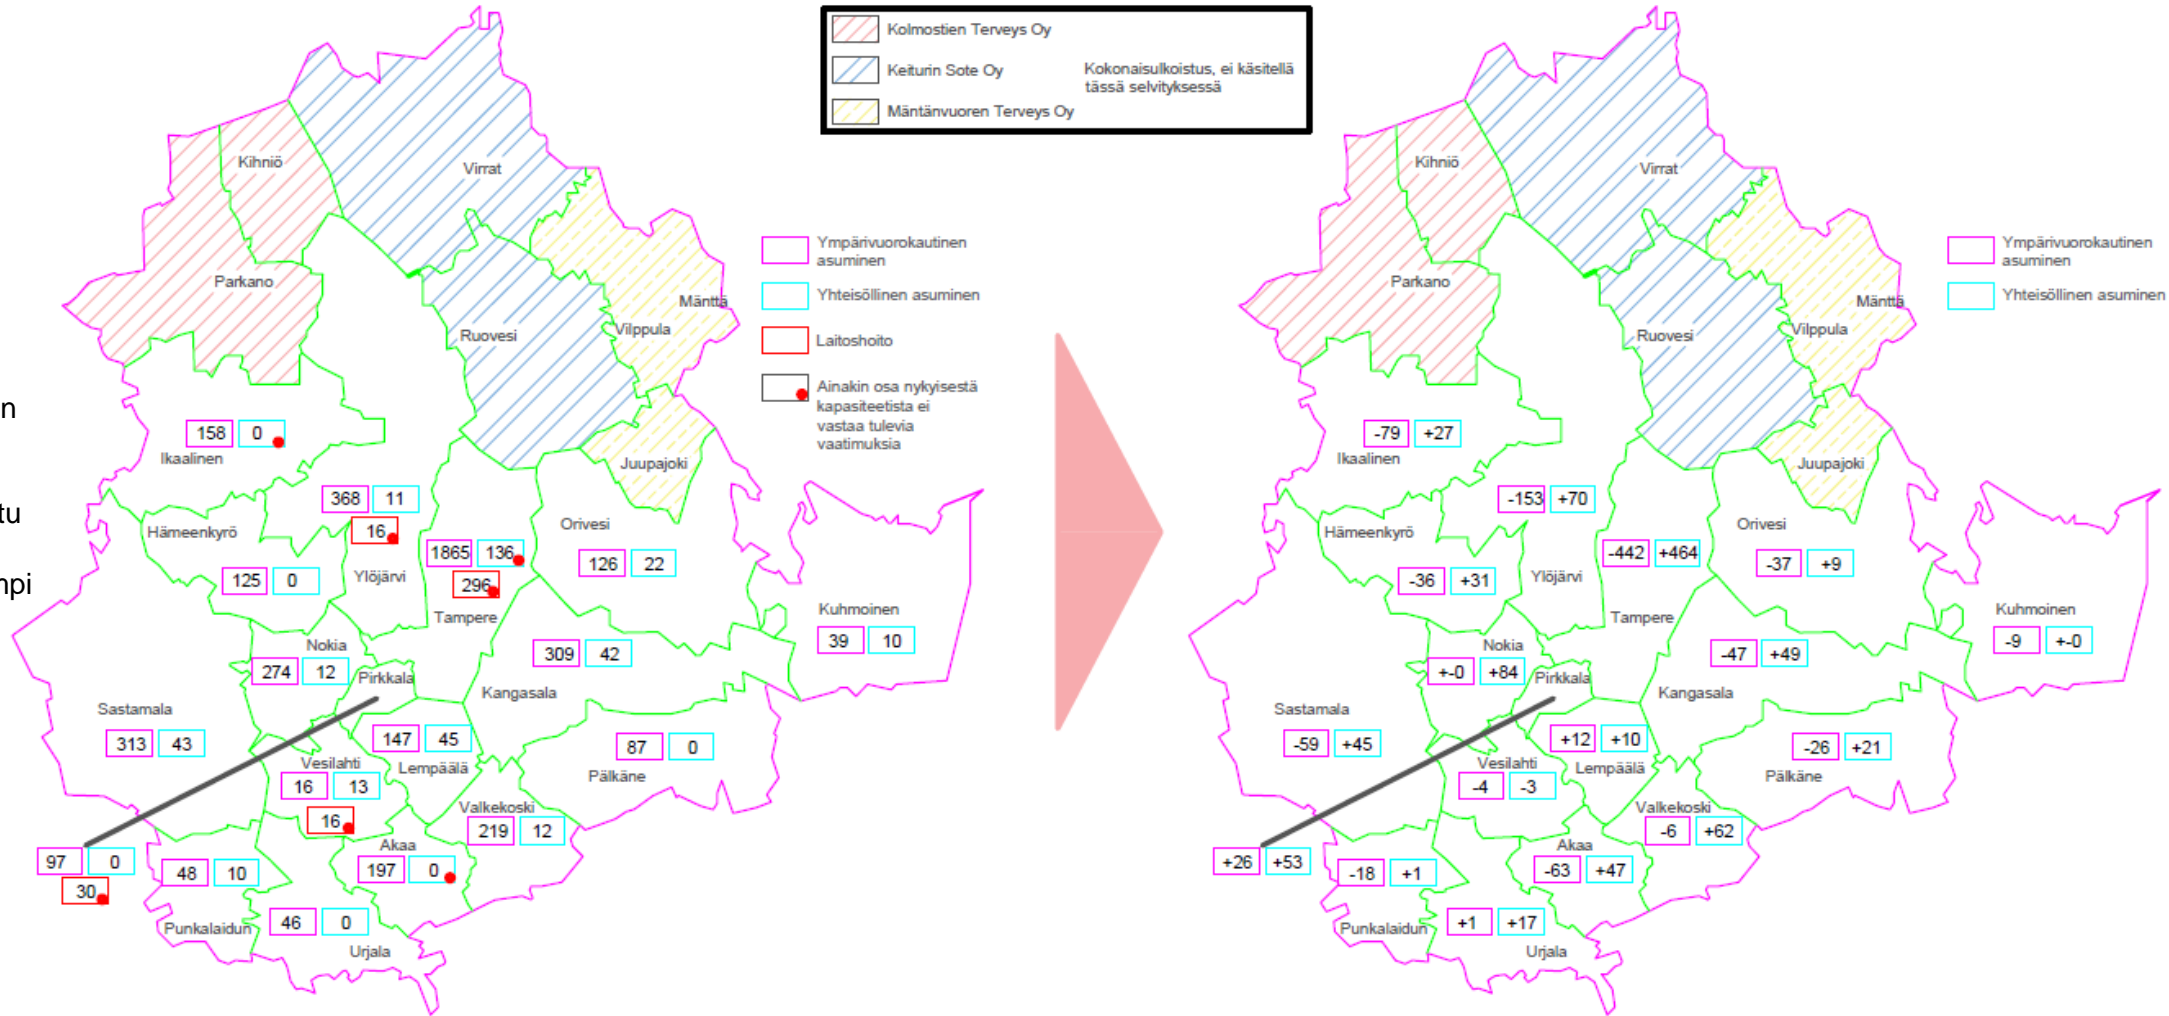 Kolmostien Terveys Oy
Keiturin Sote Oy
Kokonaisulkoistus, ei käsitellä
tässä selvityksessä
Mäntänvuoren Terveys Oy
Kihniö
Virrat
Parkano
Ruovesi
Mänttä
Vilppula
Juupajoki
Ympärivuorokautinen
asuminen
Yhteisöllinen asuminen
Laitoshoito
Ainakin osa nykyisestä
kapasiteetista ei
vastaa tulevia
vaatimuksia
n
tu
npi
158 0
Ikaalinen
368 11
16
Ylöjärvi
Hämeenkyrö
125 0
1865 136
296
Tampere
Orivesi
126 22
Kuhmoinen
39 10
309 42
Kangasala
Nokia
274 12
Pirkkala
Sastamala
313 43
147 45
Lempäälä
87 0
Pälkäne
Vesilahti
16 13
16
Valkekoski
219 12
Akaa
197 0
97 0
30
48 10
Punkalaidun
46 0
Urjala
Kihniö
Virrat
Parkano
Ruovesi
Mänttä
Vilppula
Juupajoki
Ympärivuorokautinen
asuminen
Yhteisöllinen asuminen
-79 +27
Ikaalinen
-153 +70
Ylöjärvi
Hämeenkyrö
-36 +31
-442 +464
Tampere
Orivesi
-37 +9
Kuhmoinen
-9 +-0
-47 +49
Kangasala
Nokia
+-0 +84
Pirkkala
Sastamala
-59 +45
+12 +10
Lempäälä
-26 +21
Pälkäne
Vesilahti
-4 -3
Valkekoski
-6 +62
Akaa
-63 +47
+26 +53
-18 +1
Punkalaidun
+1 +17
Urjala